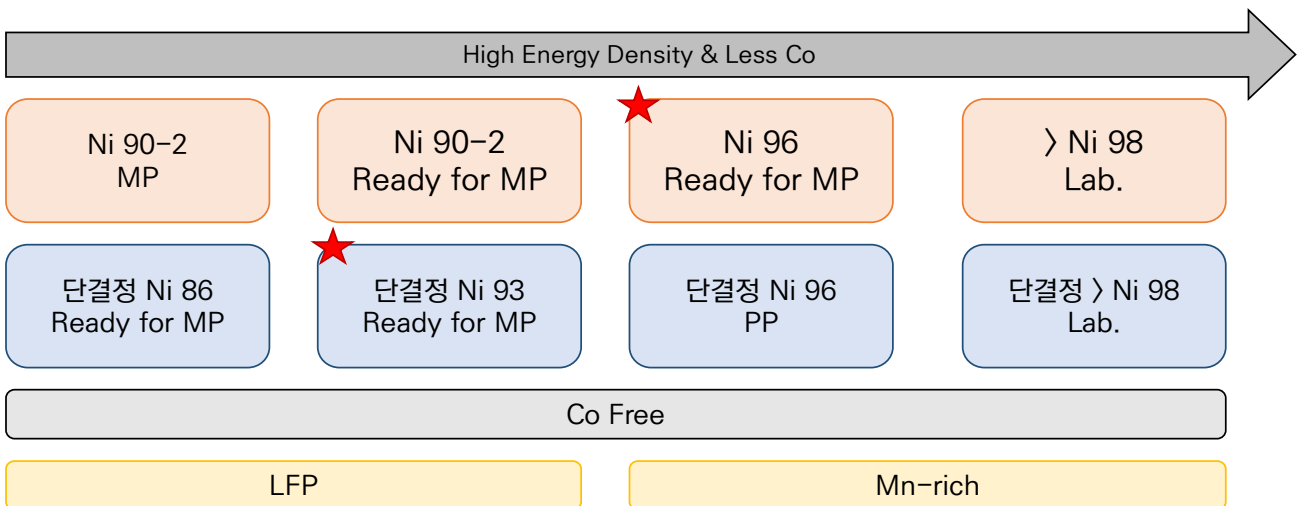 High Energy Density & Less Co
Ni 90-2
MP
Ni 90-2
Ready for MP
Ni 96
Ready for MP
〉Ni 98
Lab.
단결정 Ni 86
Ready for MP
단결정 Ni 93
Ready for MP
단결정 Ni 96
PP
단결정 〉Ni 98
Lab.
Co Free
LFP
Mn-rich